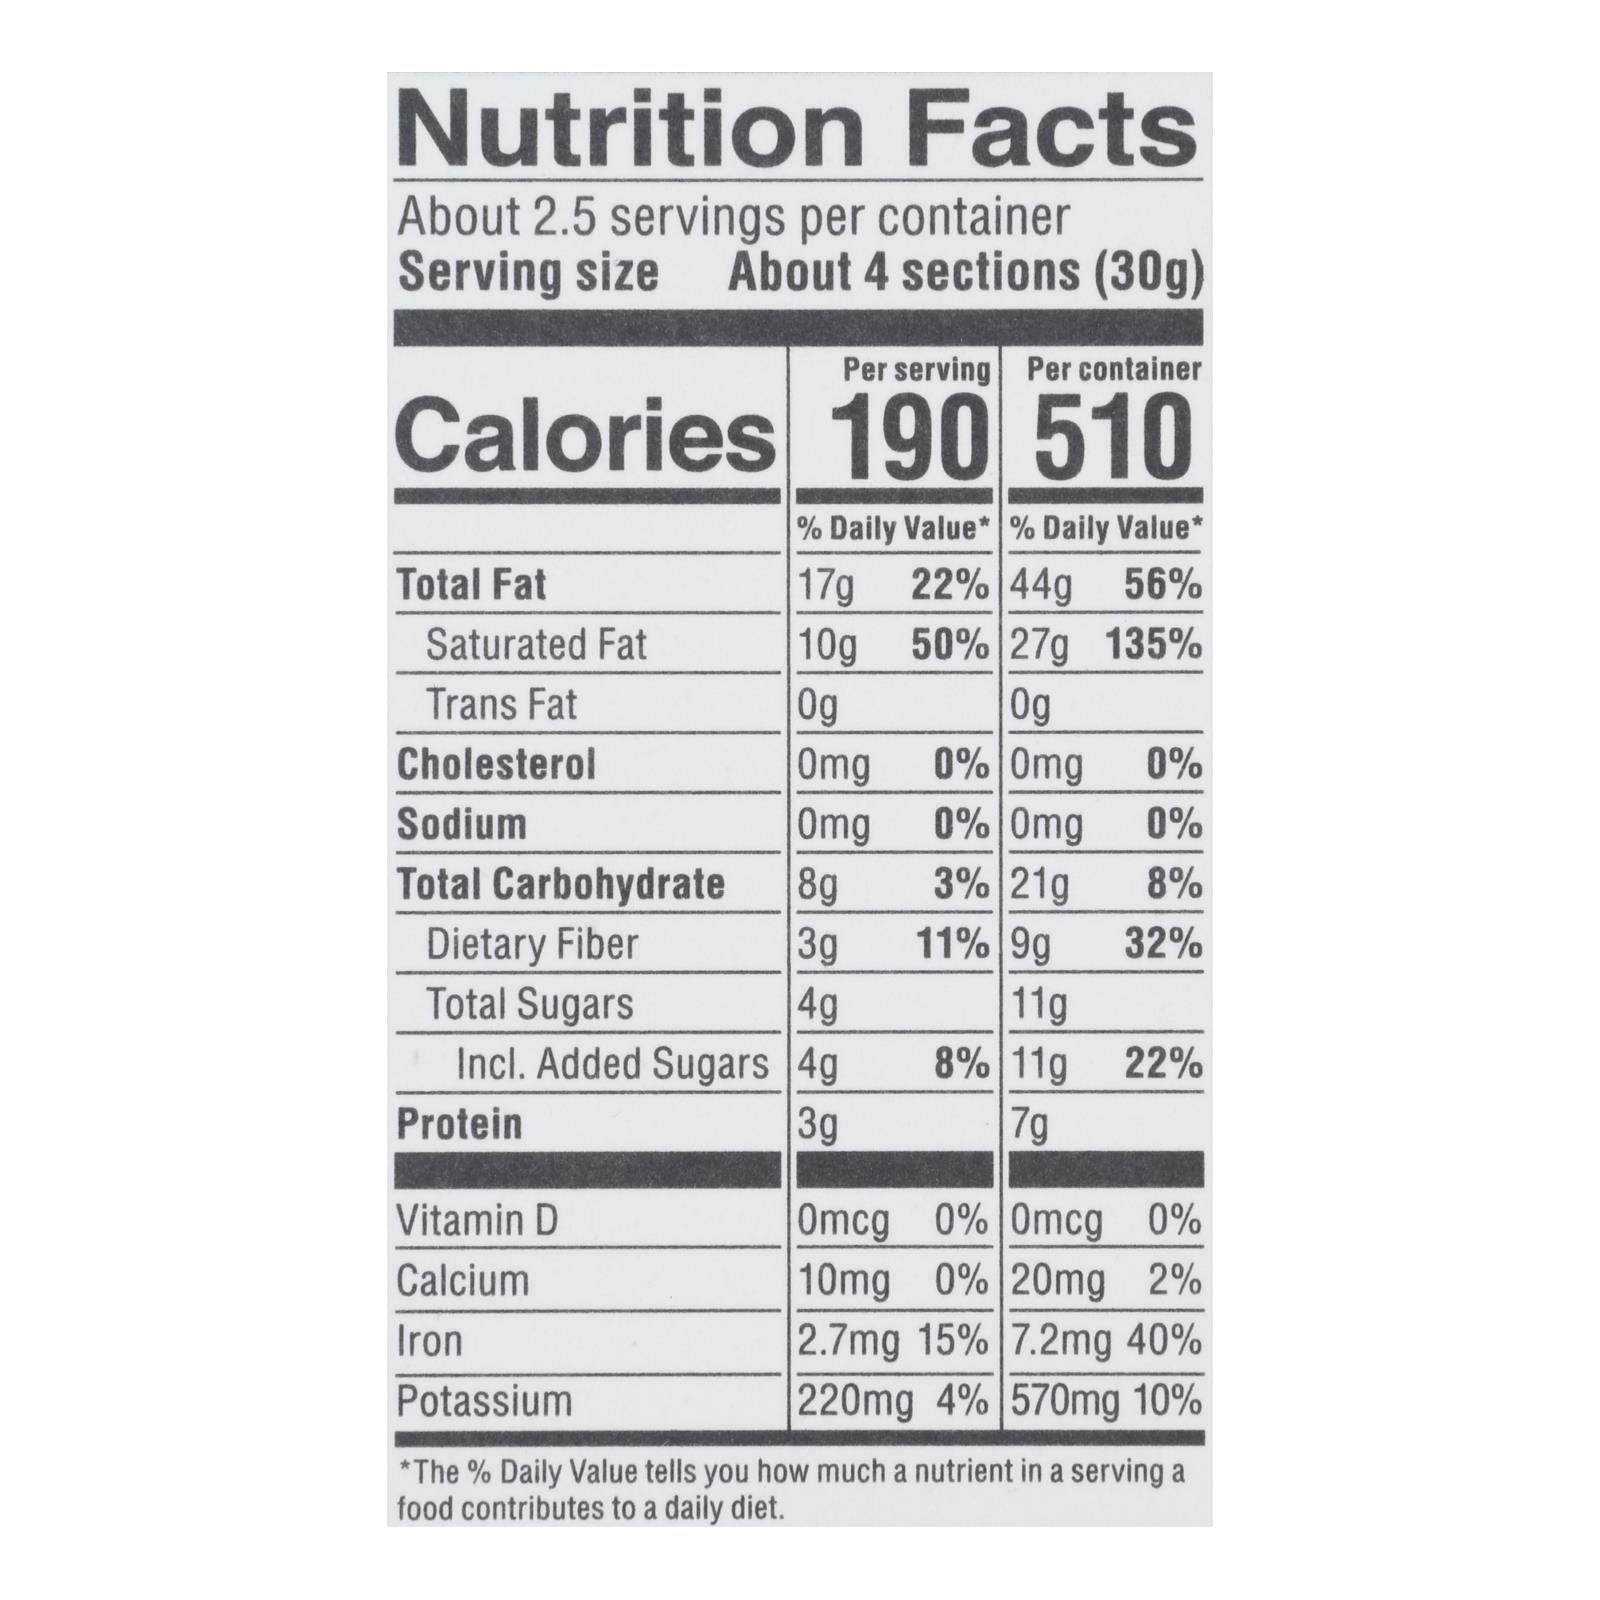 Nutrition Facts
About 2.5 servings per container
Serving size About 4 sections (30g)
Per serving Per container
Calories 190 510
% Daily Value* % Daily Value*
Total Fat 17g 22% 44g 56%
Saturated Fat 10g 50% 27g 135%
Trans Fat 0g 0g
Cholesterol 0mg 0% 0mg 0%
Sodium 0mg 0% 0mg 0%
Total Carbohydrate 8g 3% 21g 8%
Dietary Fiber 3g 11% 9g 32%
Total Sugars 4g 11g
Incl. Added Sugars 4g 8% 11g 22%
Protein 3g 7g
Vitamin D 0mcg 0% 0mcg 0%
Calcium 10mg 0% 20mg 2%
Iron 2.7mg 15% 7.2mg 40%
Potassium 220mg 4% 570mg 10%
*The % Daily Value tells you how much a nutrient in a serving a
food contributes to a daily diet.